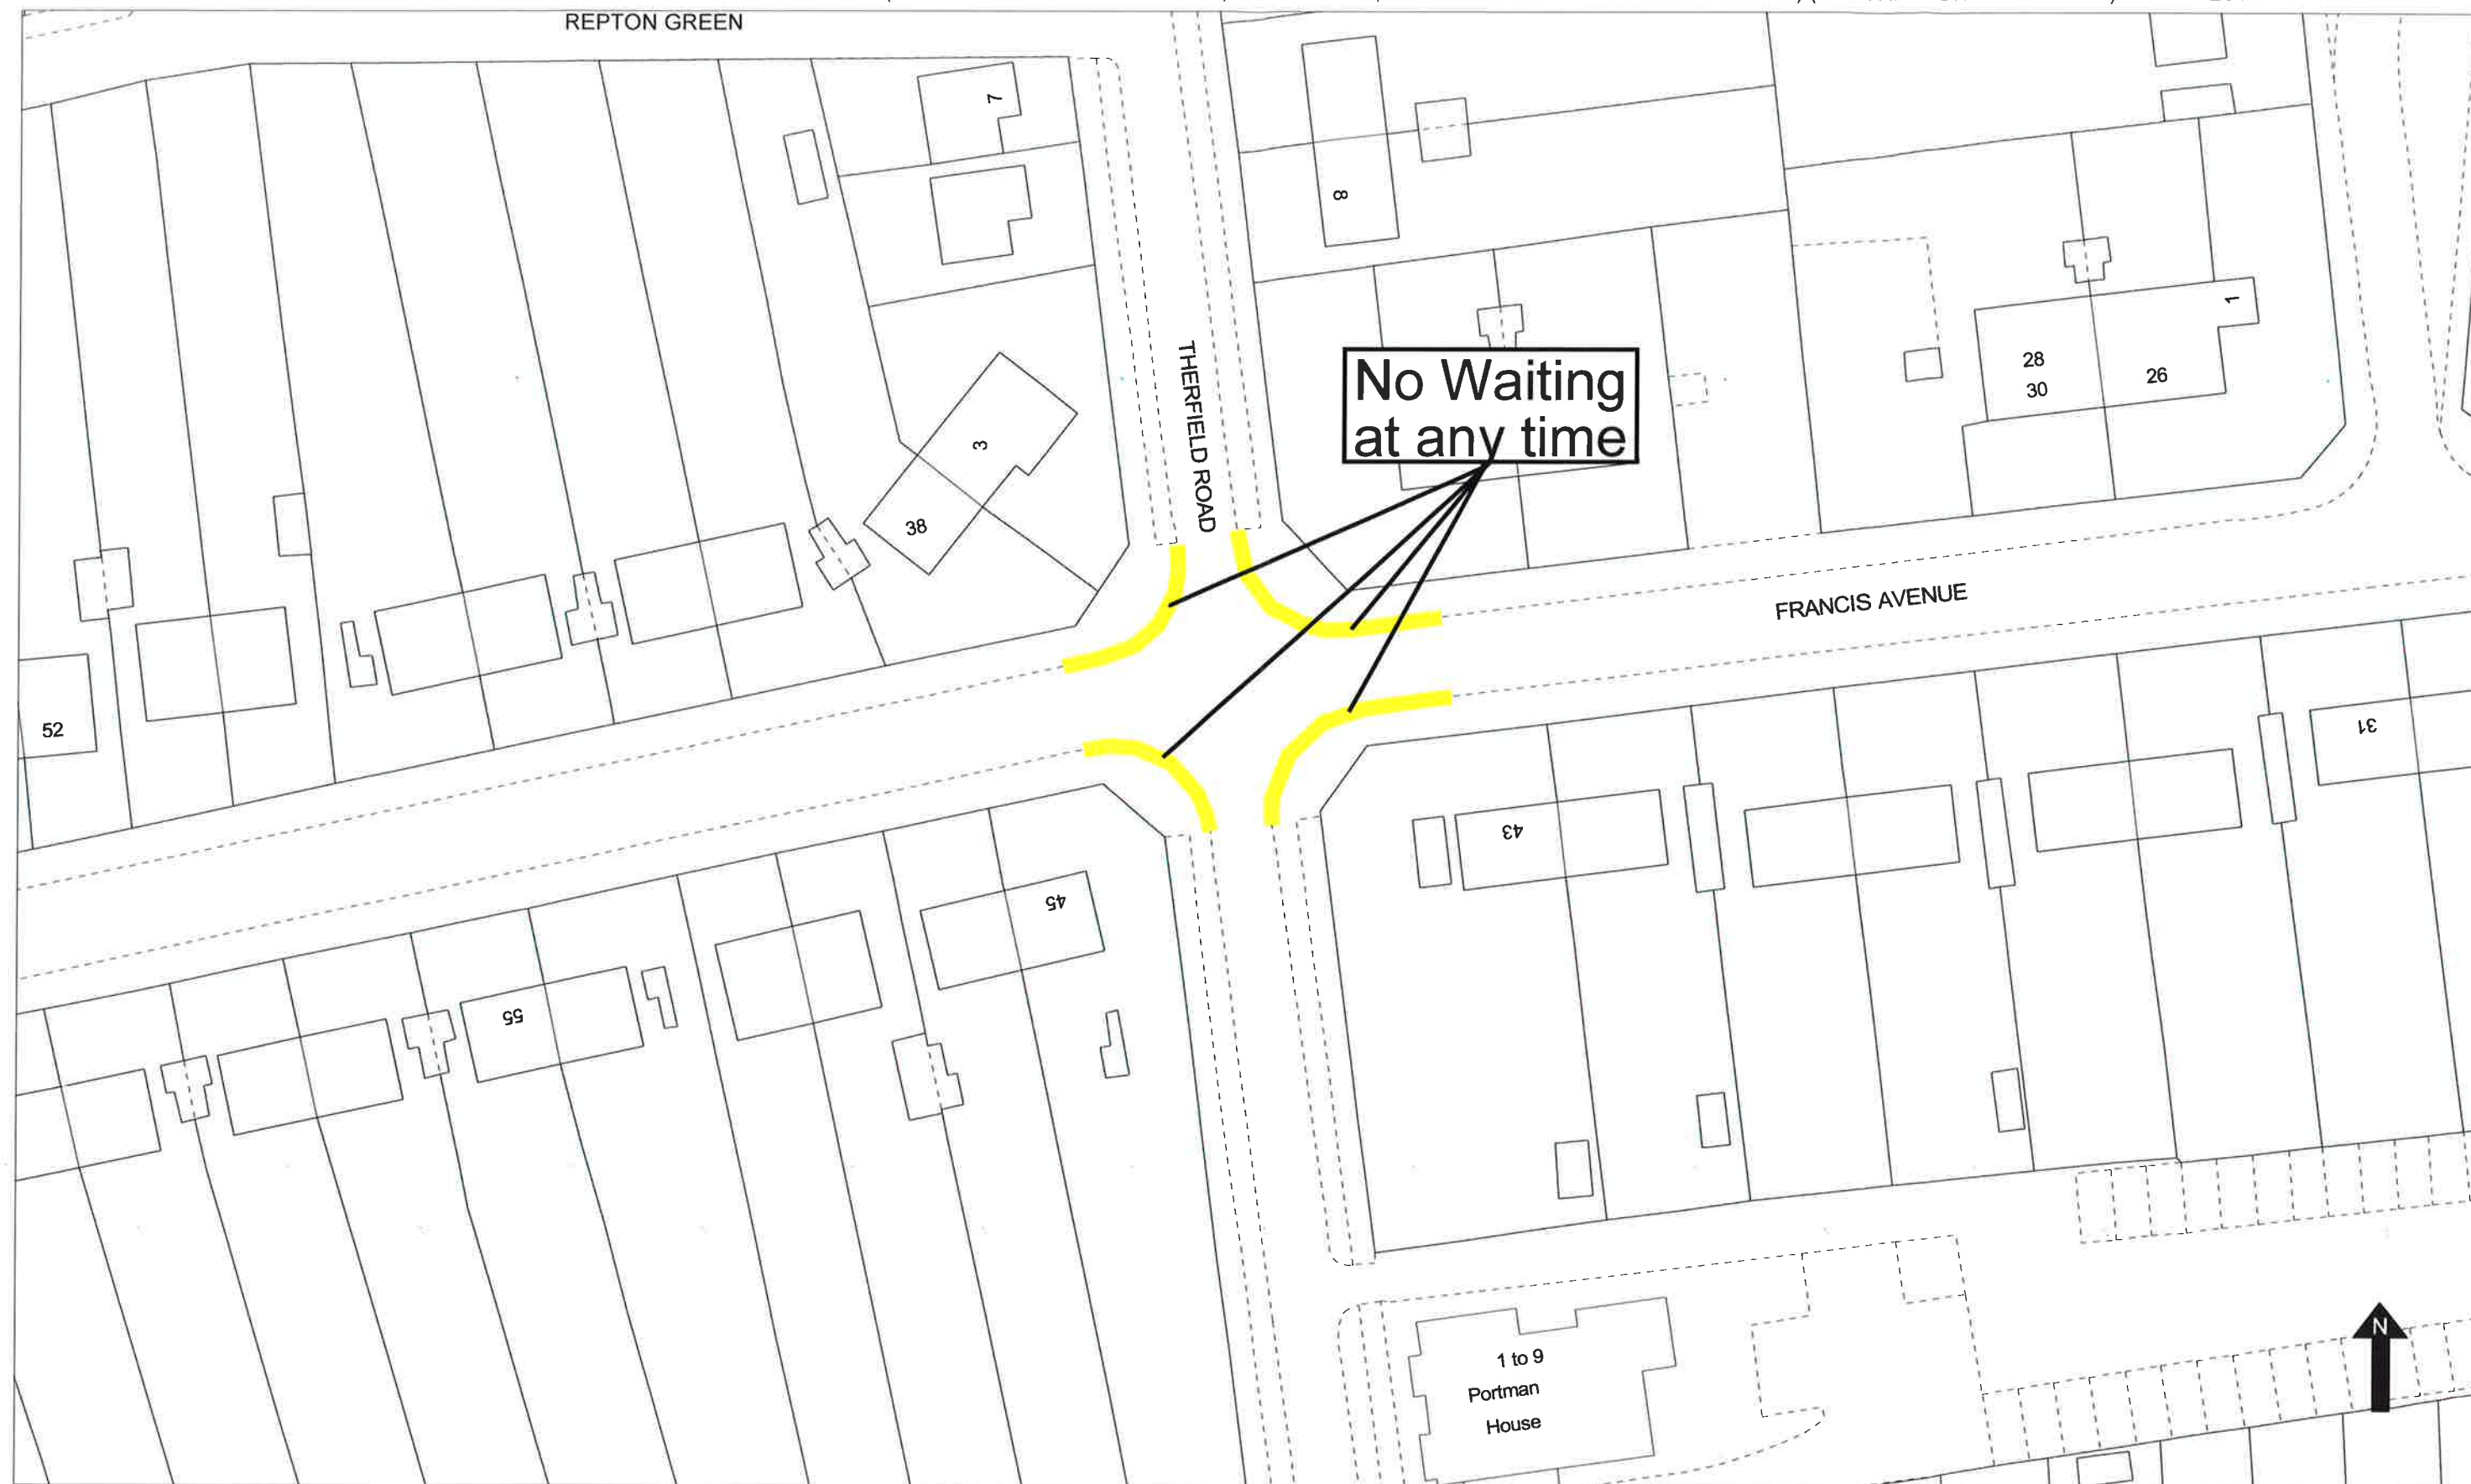 REPTON GREEN
7
8
THERFIELD ROAD
No Waiting
at any time
1
28
30
26
3
38
FRANCIS AVENUE
52
31
43
45
55
N
1 to 9
Portman
House